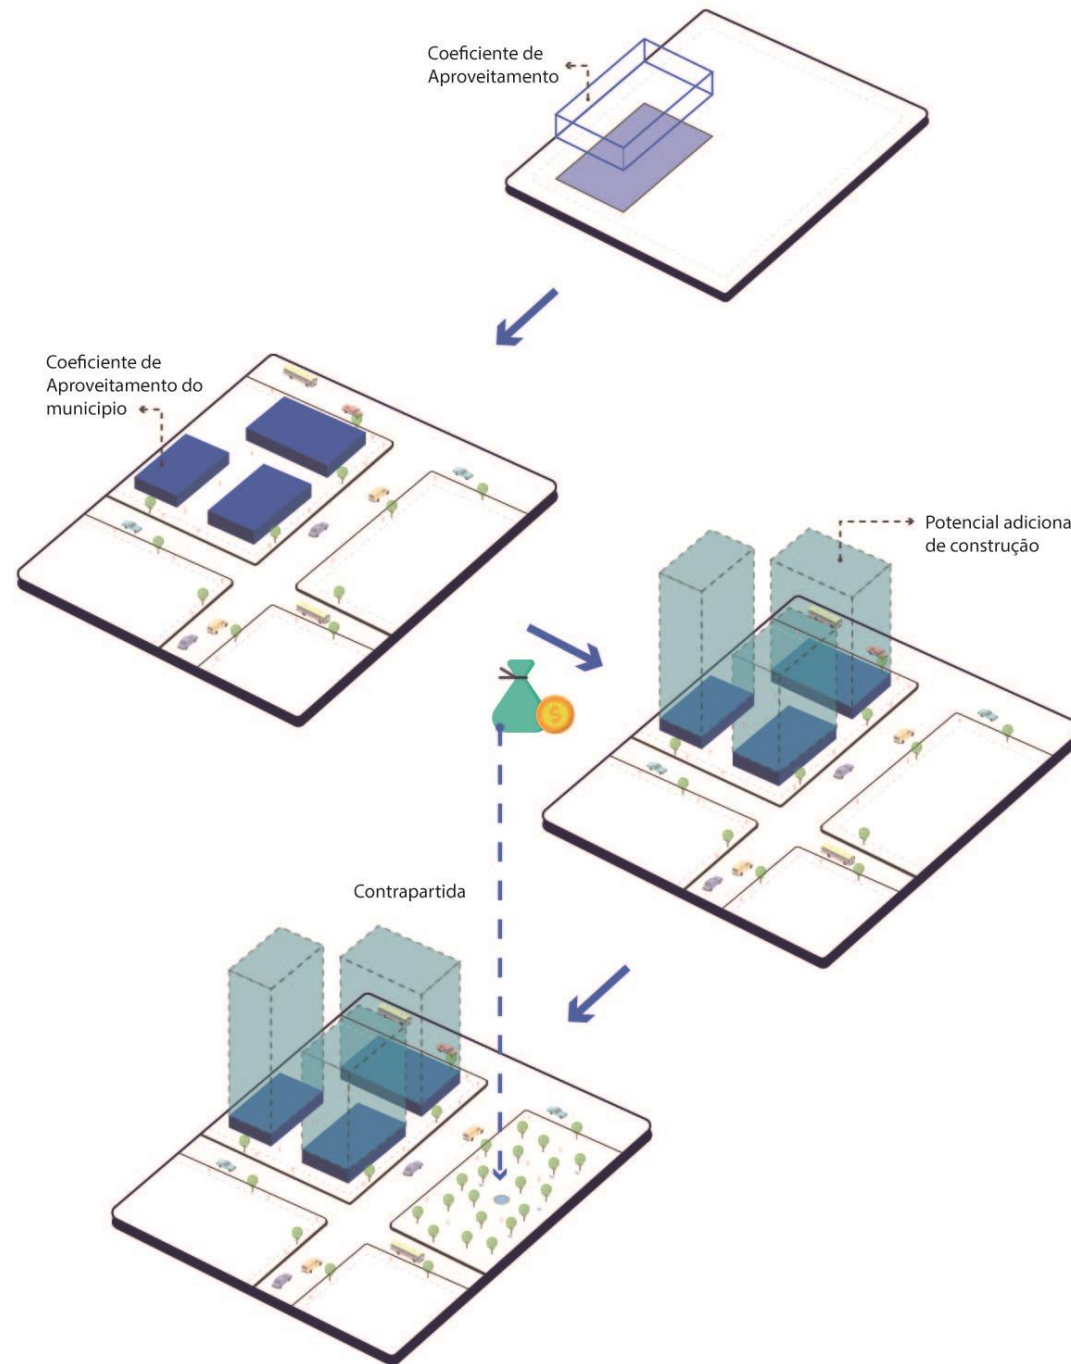 Coeficiente de
Aproveitamento
Coeficiente de
Aproveitamento do
municipio
Potencial adiciona
de construção
$
Contrapartida